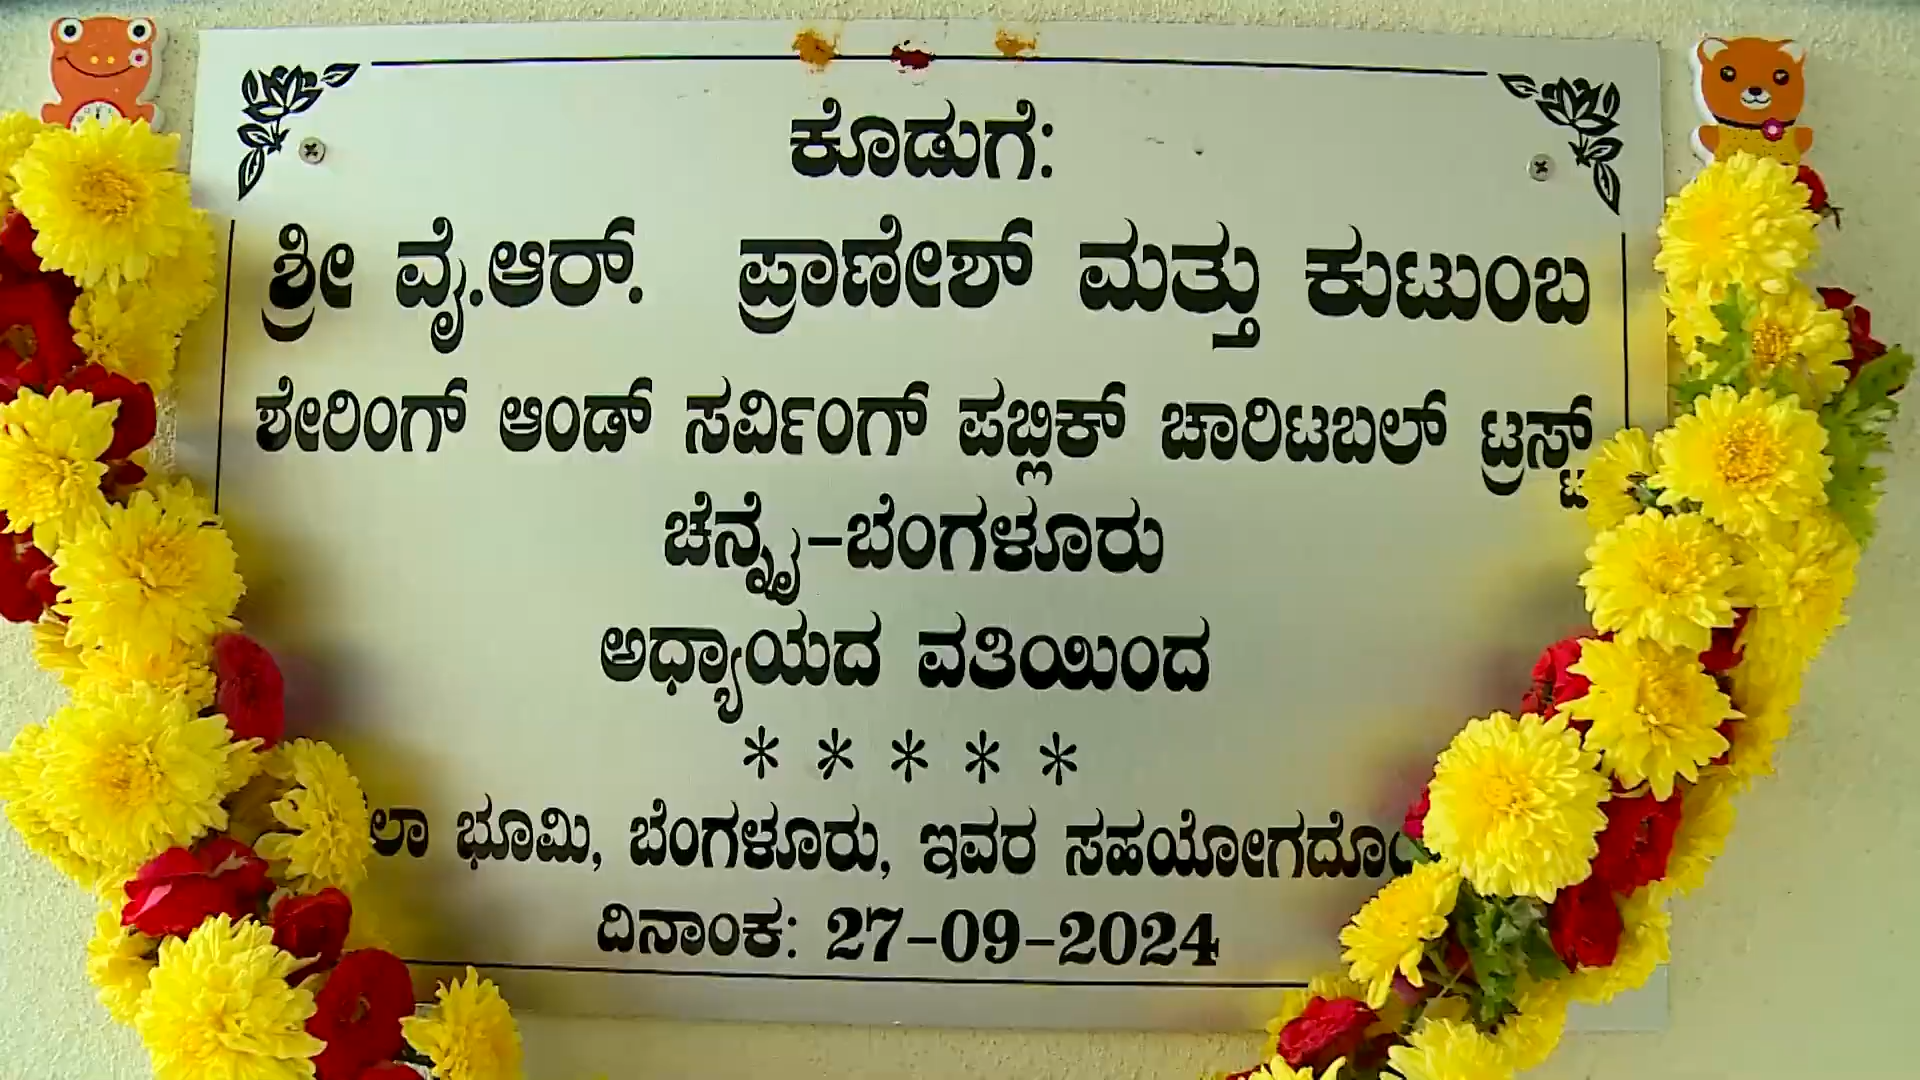 ಕೊಡುಗೆ:
ಶ್ರೀ ವೈ.ಆರ್. ಪ್ರಾಣೇಶ್ ಮತ್ತು ಕುಟುಂಬ
ಶೇರಿಂಗ್ ಆಂಡ್ ಸರ್ವಿಂಗ್ ಪಬ್ಲಿಕ್ ಚಾರಿಟಬಲ್ ಟ್ರಸ್ಟ್
ಚೆನ್ನೈ-ಬೆಂಗಳೂರು
ಅಧ್ಯಾಯದ ವತಿಯಿಂದ
* * * * *
ಭೂಮಿ, ಬೆಂಗಳೂರು, ಇವರ
ದಿನಾಂಕ: 27-09-2024